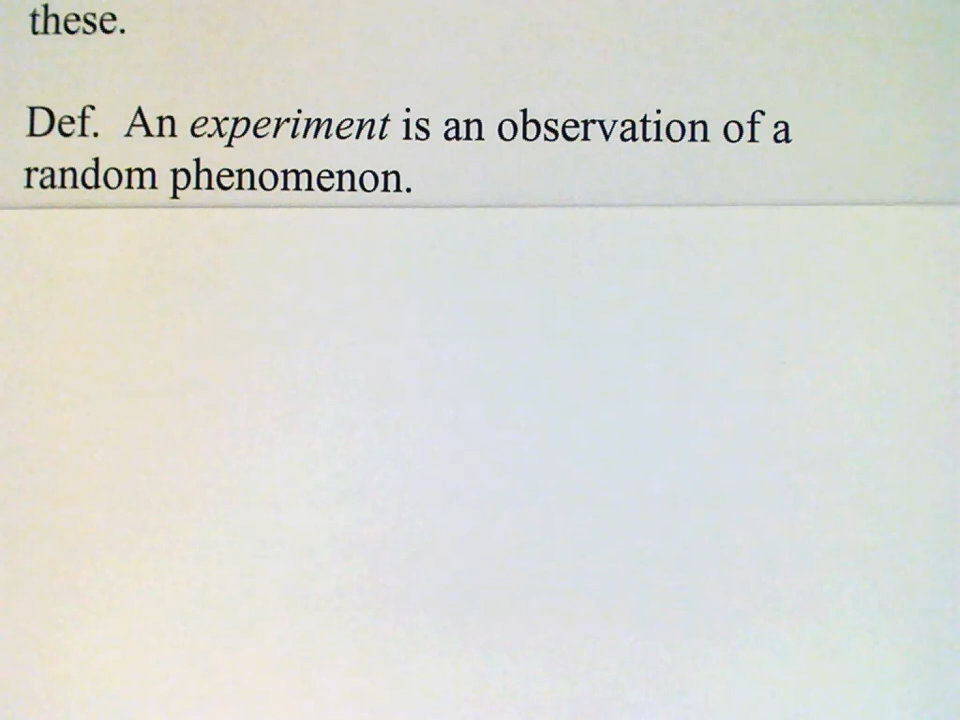 these.
Def. An experiment is an observation of a
random phenomenon.